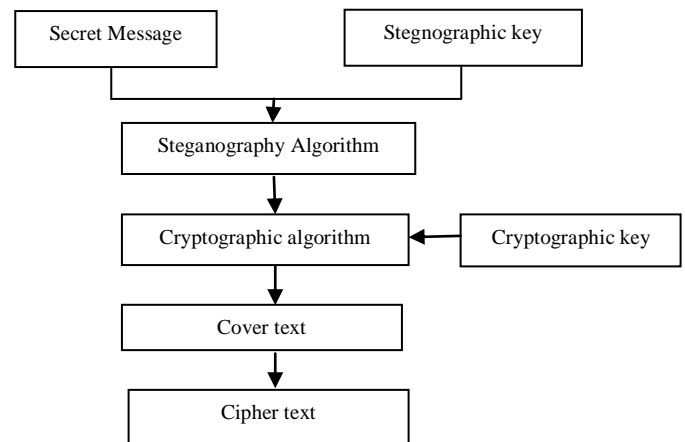 Secret Message
Stegnographic key
Steganography Algorithm
Cryptographic algorithm
Cryptographic key
Cover text
Cipher text